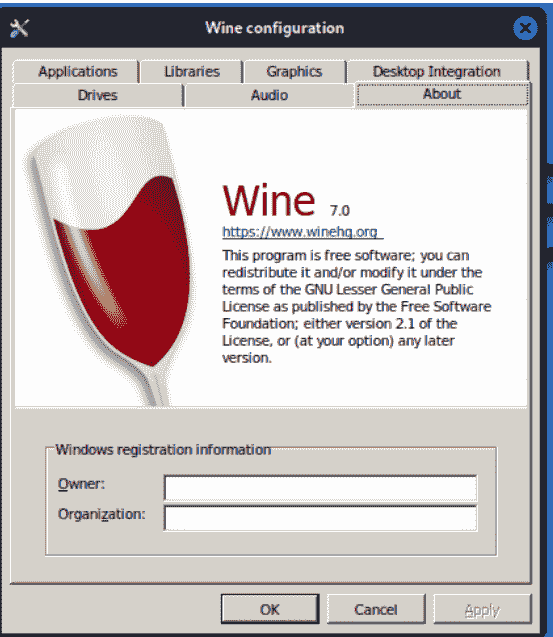 Wine configuration
Applications Libraries Graphics Desktop Integration
Drives Audio About
Wine 7.0
https://www.winehq.org
This program is free software; you can
redistribute it and/or modify it under the
terms of the GNU Lesser General Public
License as published by the Free Software
Foundation; either version 2.1 of the
License, or (at your option) any later
version.
Windows registration information
Owner:
Organization:
OK Cancel Apply